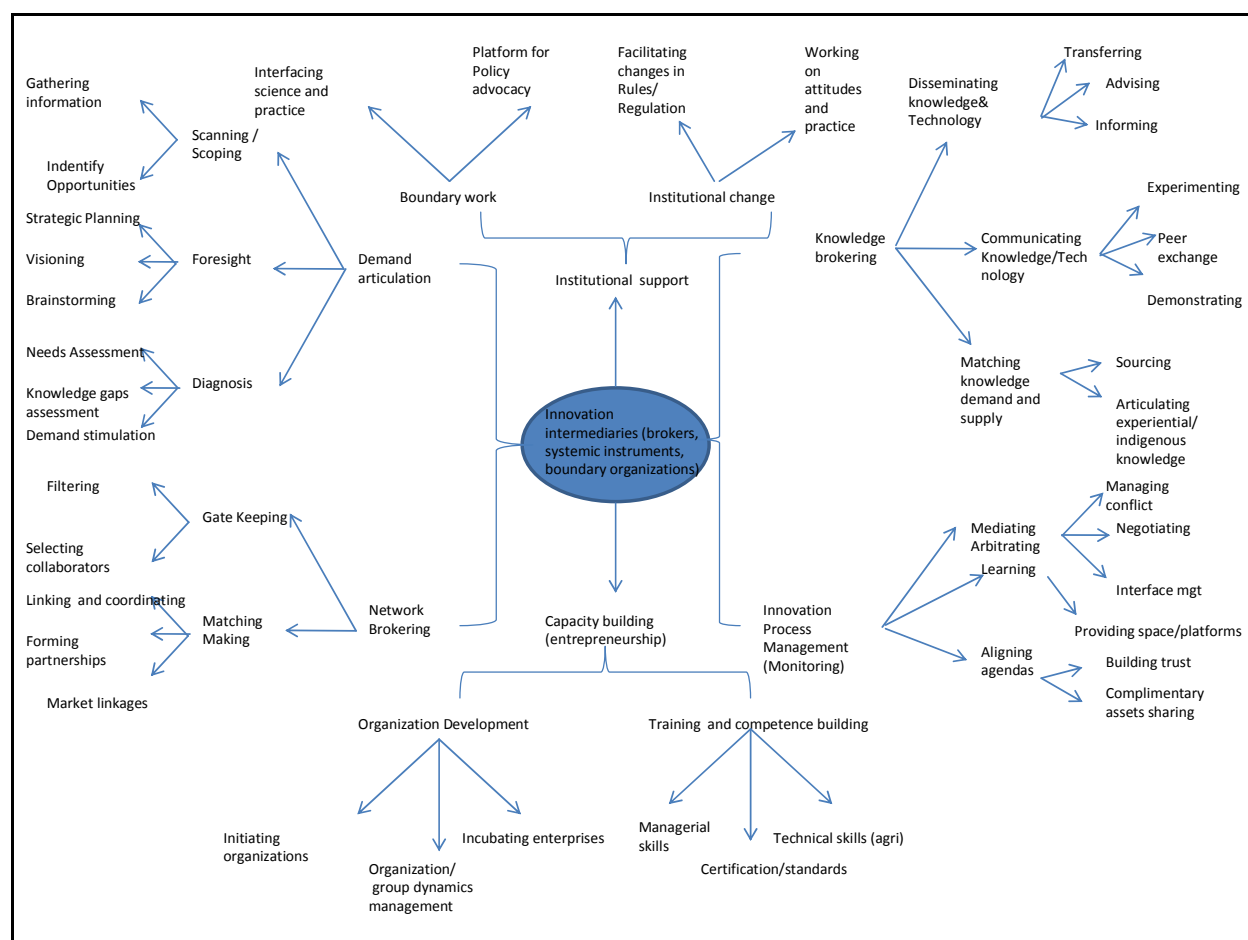 Gathering
information
Indentify
Opportunities
Scanning /
Scoping
Strategic Planning
Visioning
Brainstorming
Foresight
Needs Assessment
Knowledge gaps
assessment
Demand stimulation
Diagnosis
Demand
articulation
Interfacing
science and
practice
Platform for
Policy
advocacy
Boundary work
Facilitating
changes in
Rules/
Regulation
Working
on
attitudes
and
practice
Institutional change
Institutional  support
Knowledge
brokering
Disseminating
knowledge&
Technology
Transferring
Advising
Informing
Communicating
Knowledge/Tech
nology
Experimenting
Peer
exchange
Demonstrating
Matching
knowledge
demand and
supply
Sourcing
Articulating
experiential/
indigenous
knowledge
Innovation
intermediaries (brokers,
systemic instruments,
boundary organizations)
Filtering
Selecting
collaborators
Gate Keeping
Linking  and coordinating
Forming
partnerships
Market linkages
Matching
Making
Network
Brokering
Capacity building
(entrepreneurship)
Innovation
Process
Management
(Monitoring)
Mediating
Arbitrating
Learning
Managing
conflict
Negotiating
Interface mgt
Providing space/platforms
Aligning
agendas
Building trust
Complimentary
assets sharing
Organization Development
Initiating
organizations
Organization/
group dynamics
management
Incubating enterprises
Training  and competence building
Managerial
skills
Certification/standards
Technical skills (agri)